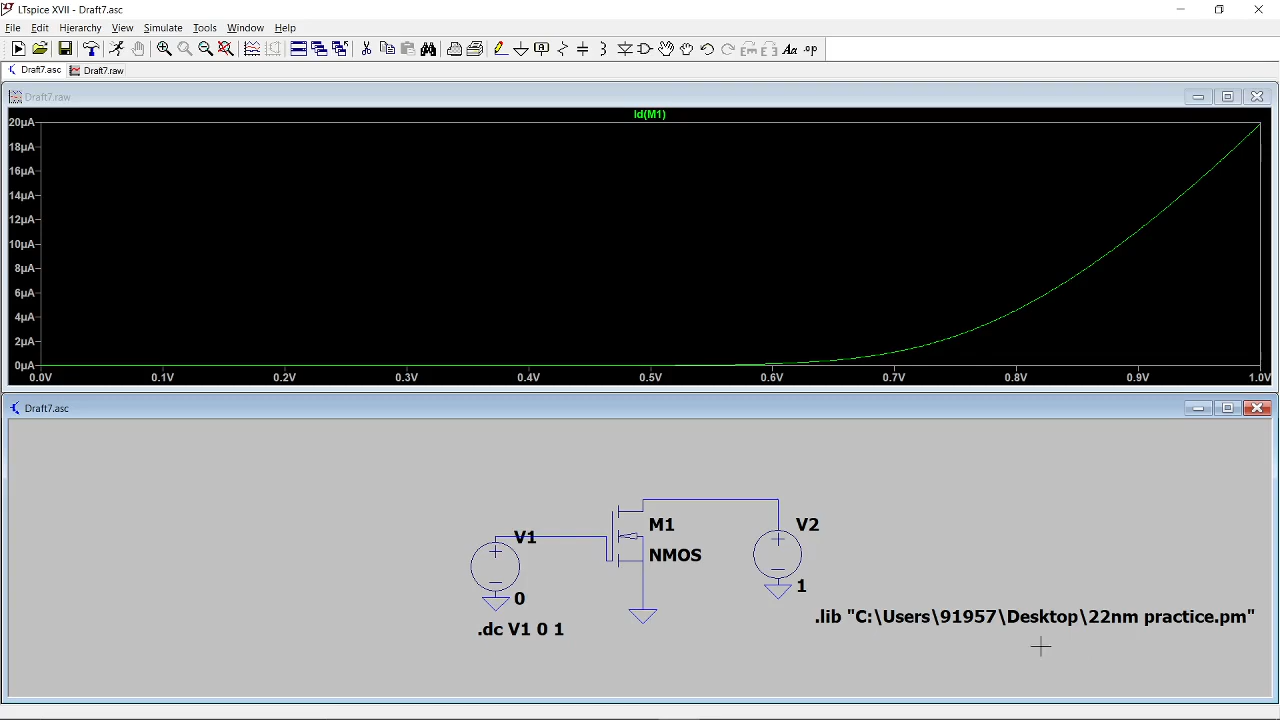 LTspice XVII - Draft7.asc
File Edit Hierarchy View Simulate Tools Window Help
Aa .op
Draft7.asc Draft7.raw
Draft7.raw
Id(M1)
20µA
18µA
16µA
14µA
12µA
10µA
8µA
6µA
4µA
2µA
0µA
0.0V 0.1V 0.2V 0.3V 0.4V 0.5V 0.6V 0.7V 0.8V 0.9V 1.0V
Draft7.asc
M1 V2
V1
NMOS
1
0
.lib "C:\Users\91957\Desktop\22nm practice.pm"
.dc V1 0 1